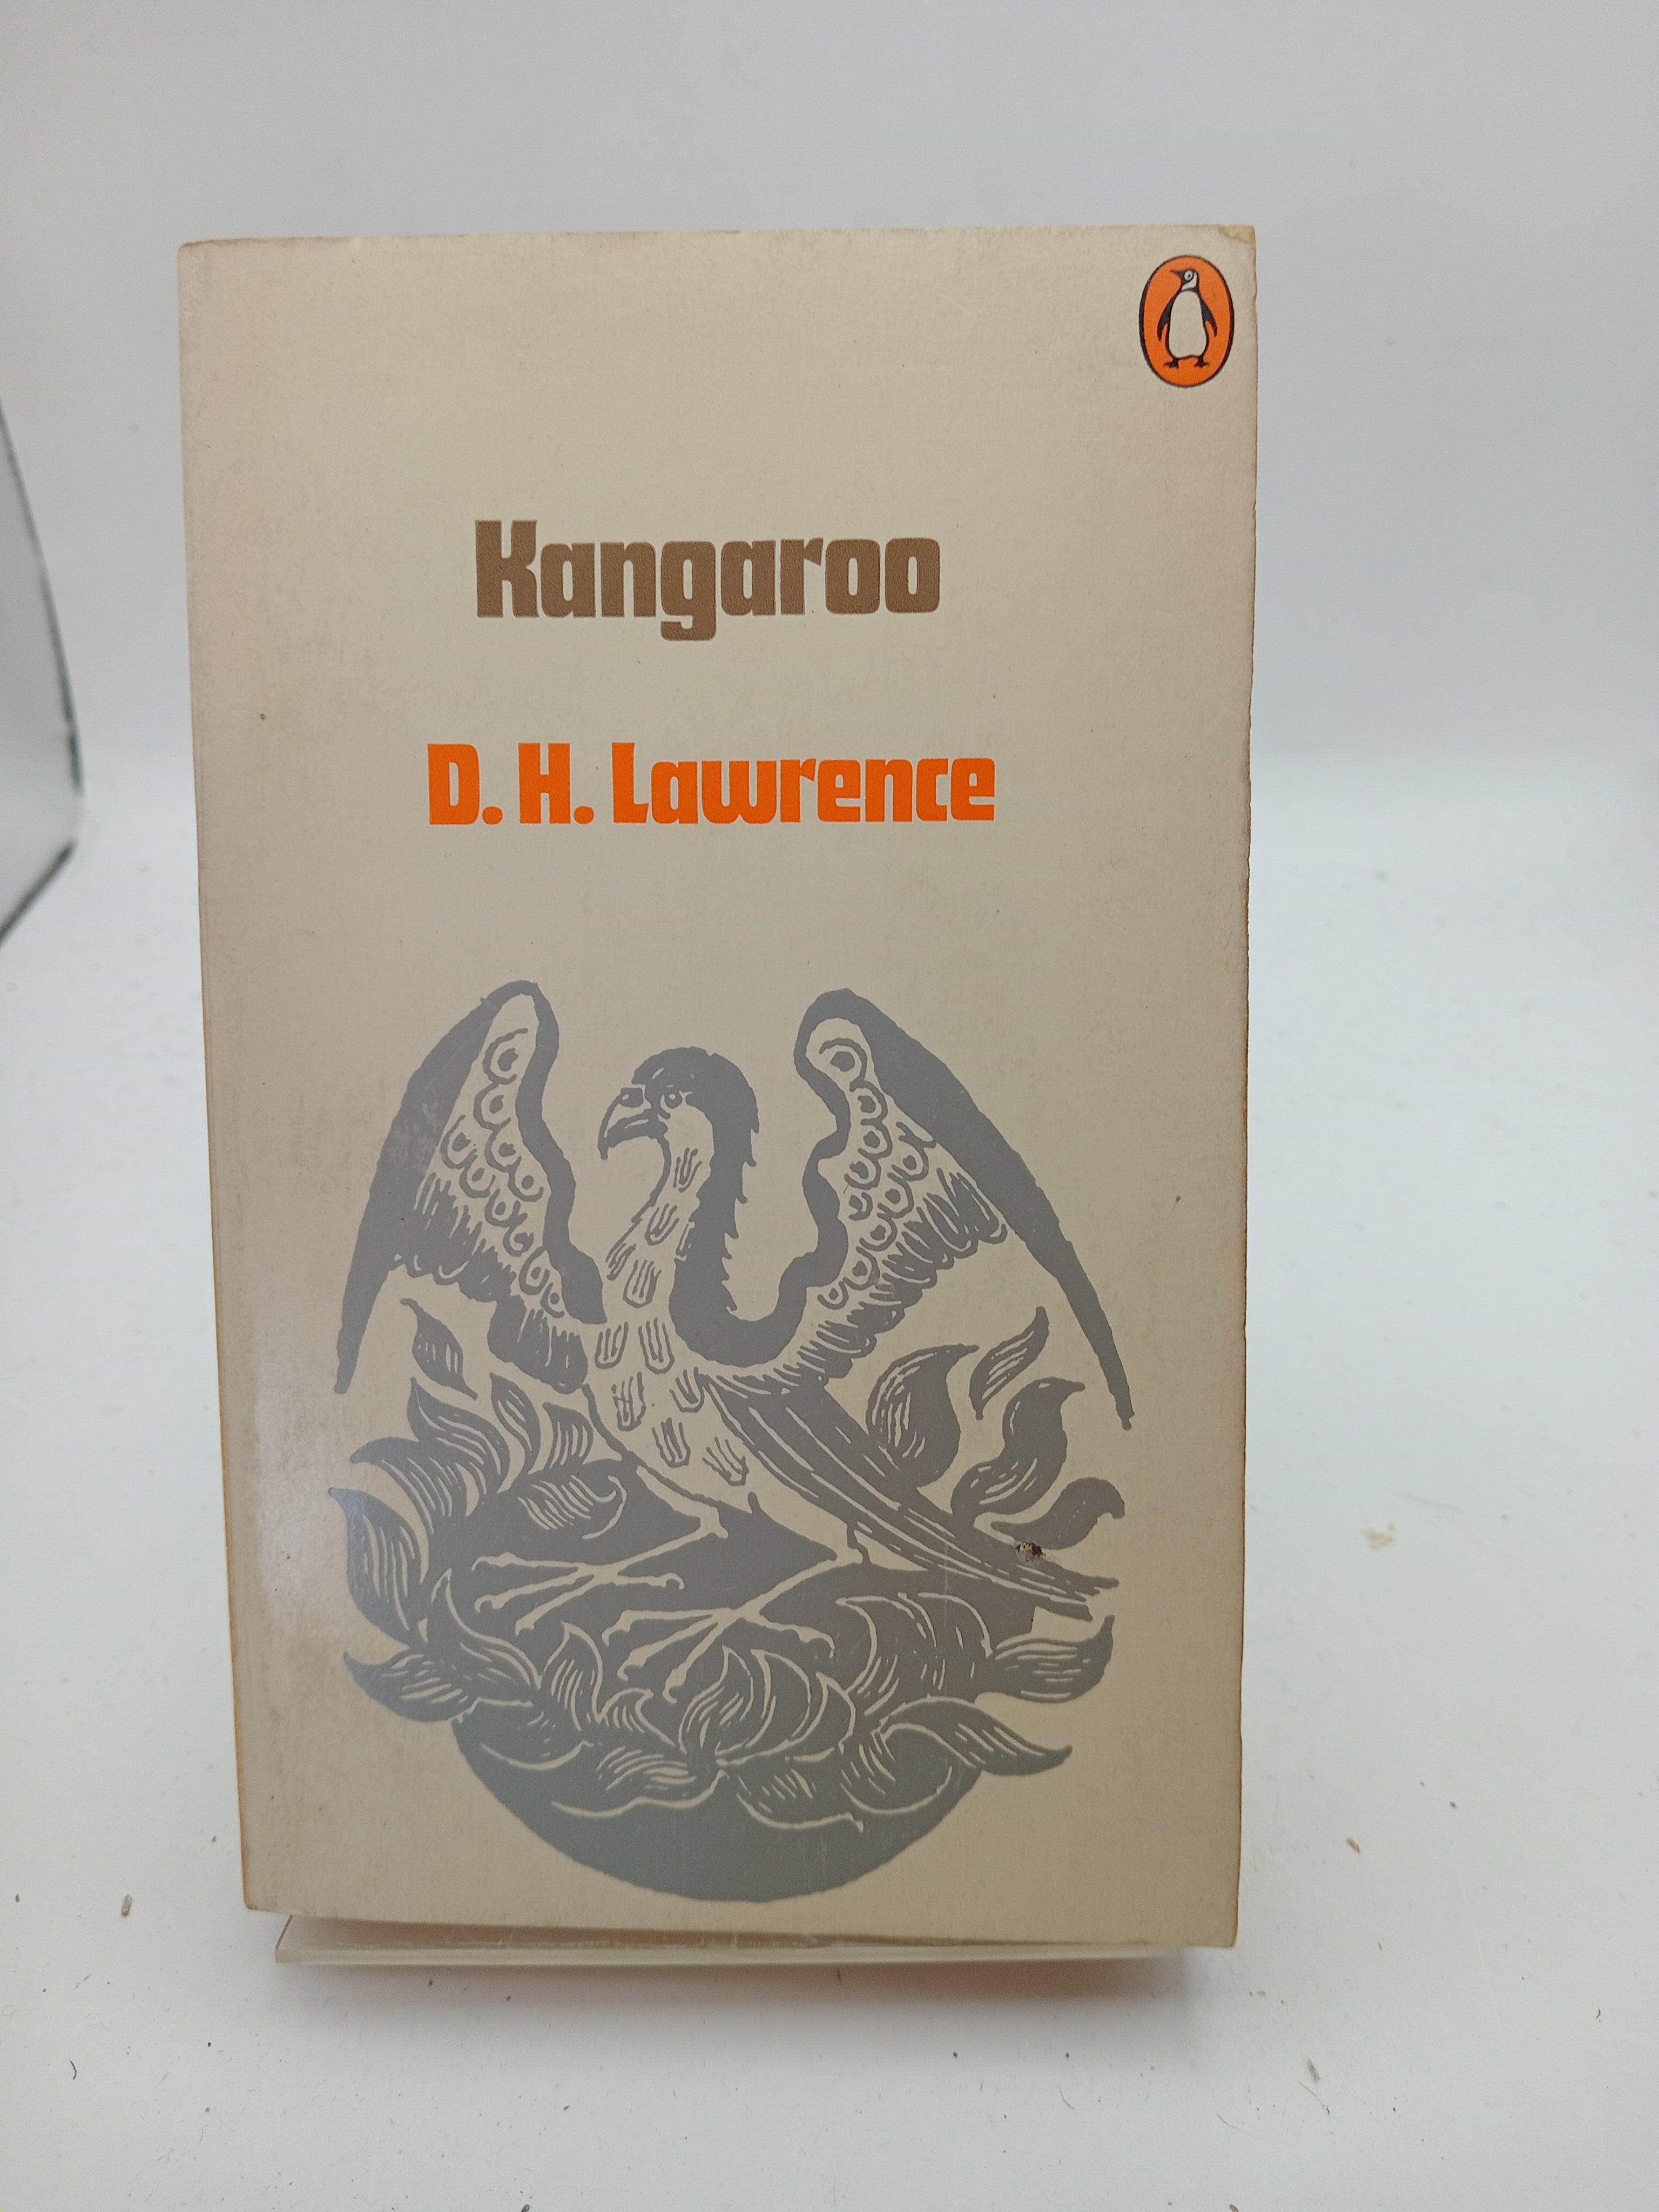 Kangaroo
D. H. Lawrence